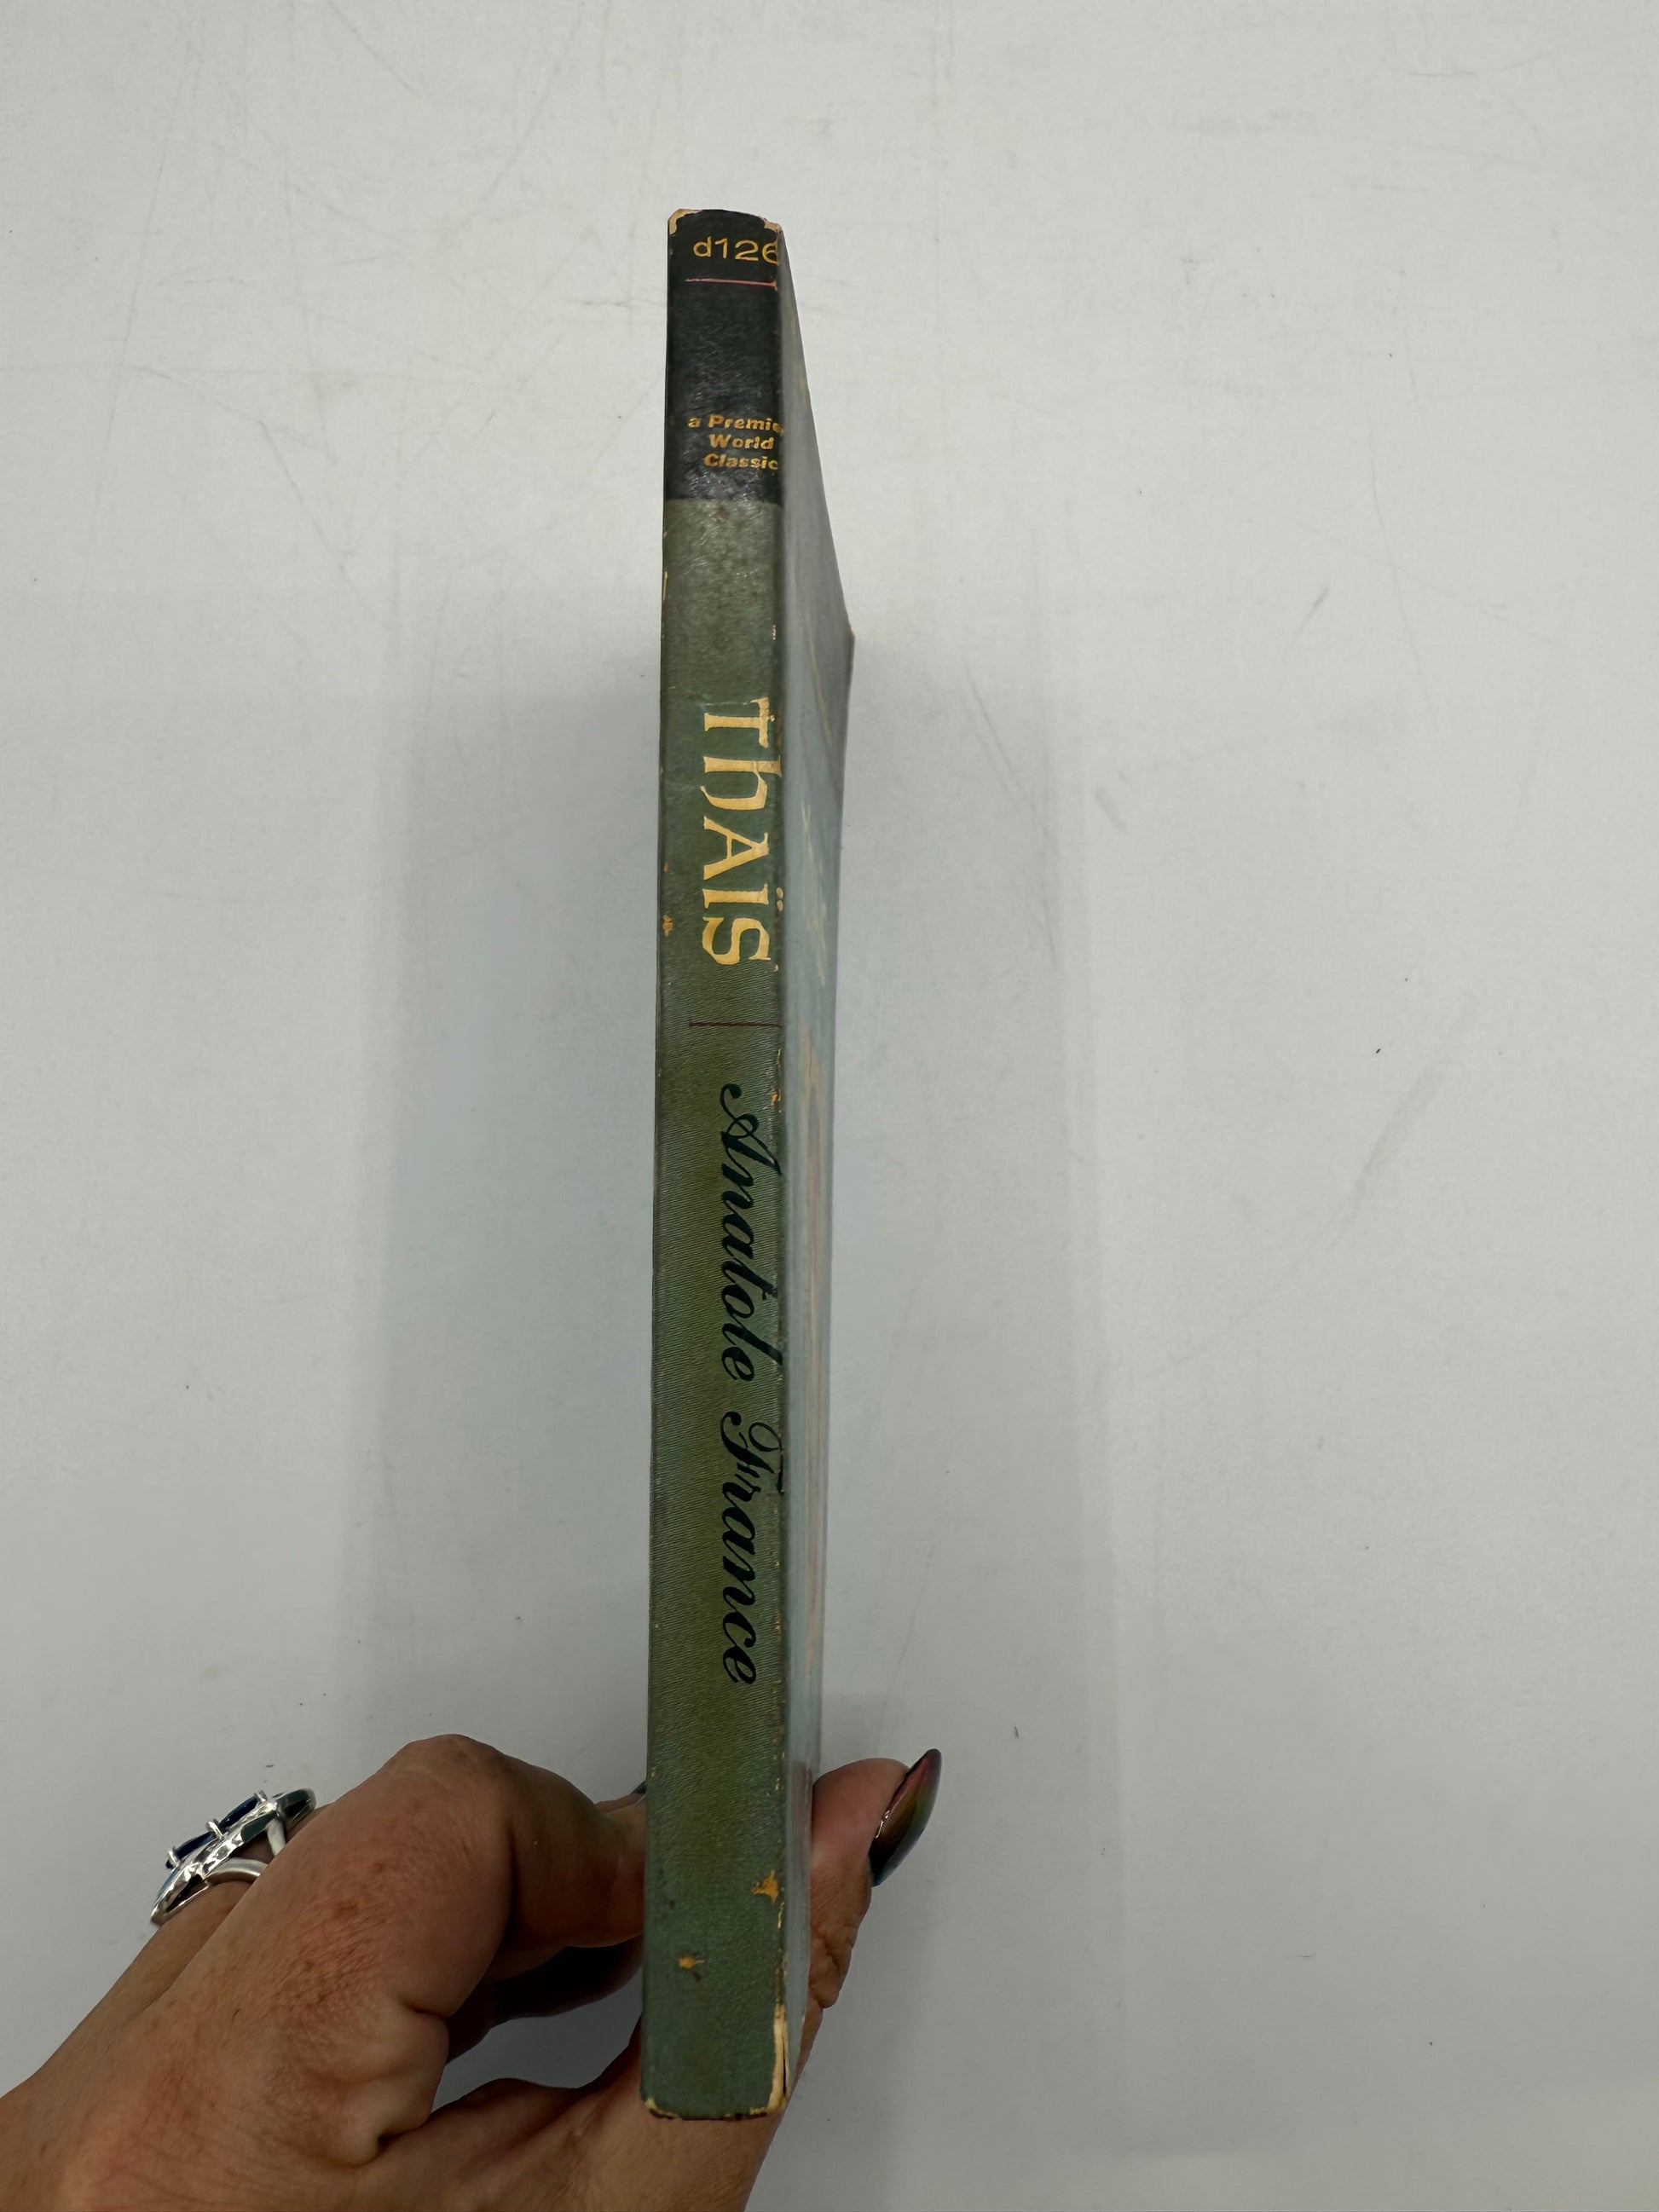 d126
a Premier
World
Classic
ThAÏS
Anatole France